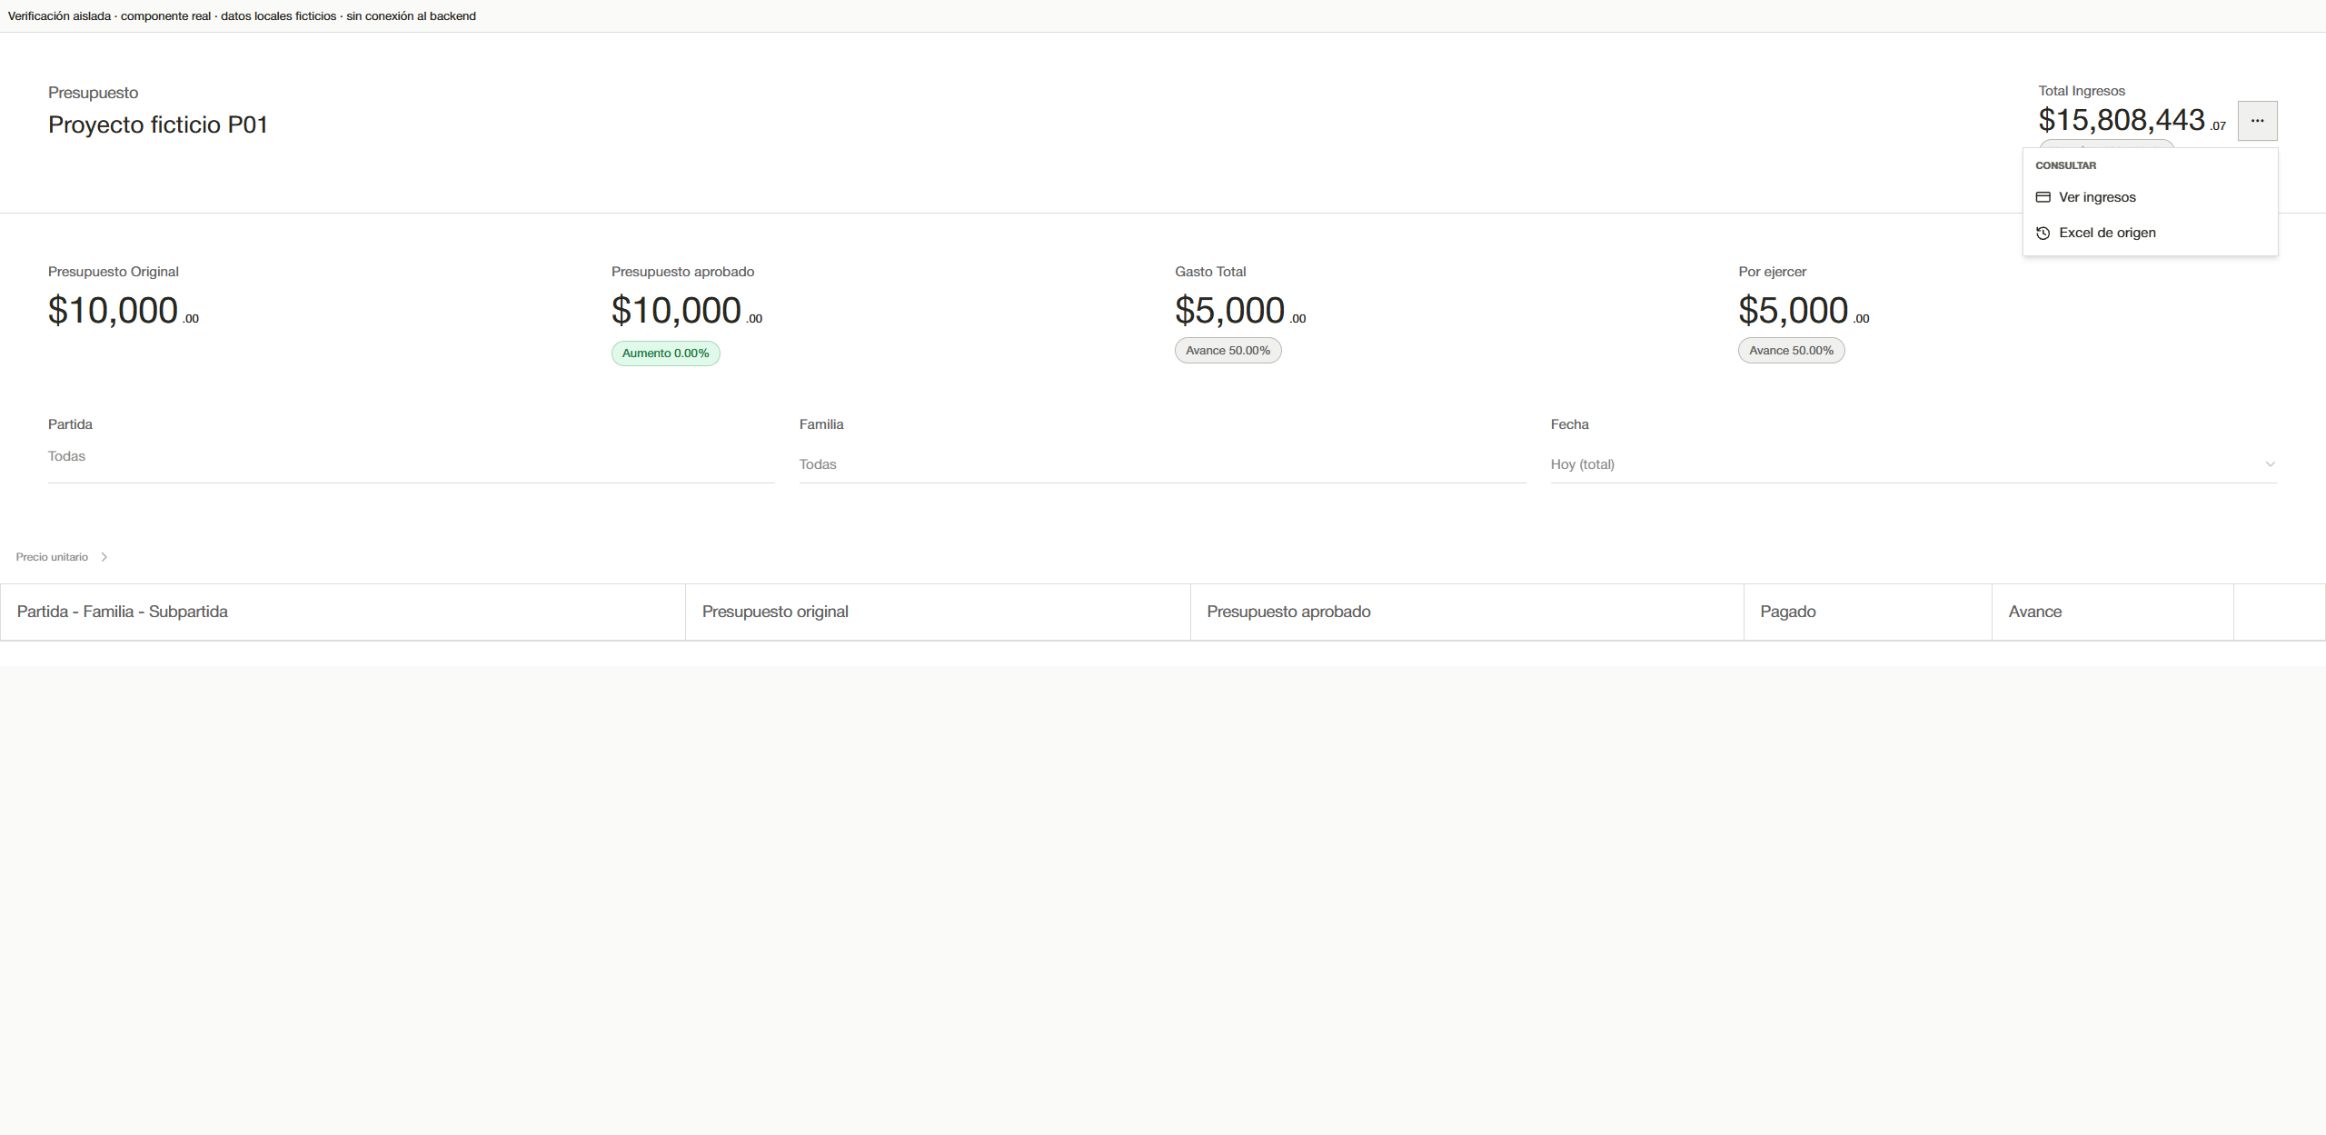 Verificación aislada · componente real · datos locales ficticios · sin conexión al backend
Presupuesto
Proyecto ficticio P01
Total Ingresos
$15,808,443.07
...
CONSULTAR
Ver ingresos
Excel de origen
Presupuesto Original
$10,000.00
Presupuesto aprobado
$10,000.00
Aumento 0.00%
Gasto Total
$5,000.00
Avance 50.00%
Por ejercer
$5,000.00
Avance 50.00%
Partida
Todas
Familia
Todas
Fecha
Hoy (total)
Precio unitario
Partida - Familia - Subpartida
Presupuesto original
Presupuesto aprobado
Pagado
Avance